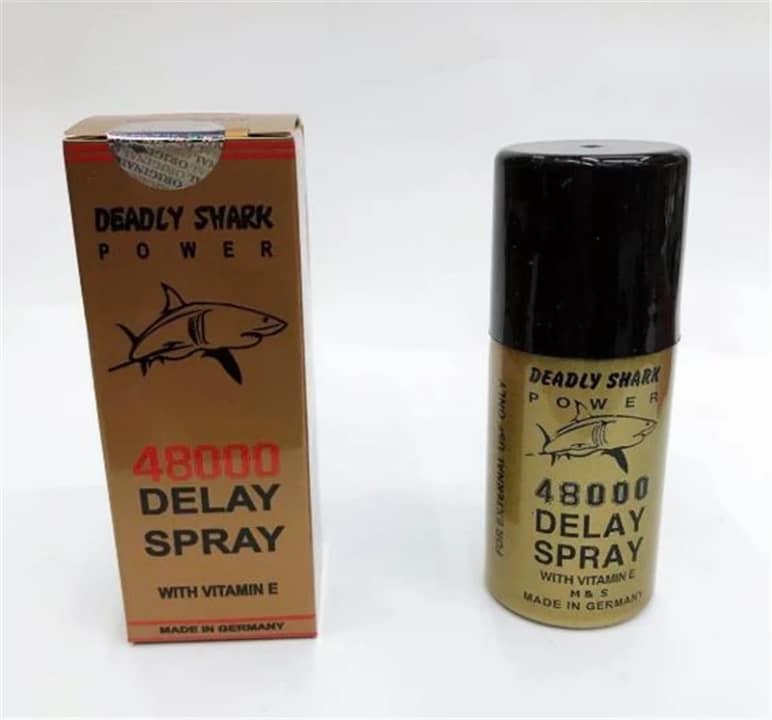 ORIGINAL
DEADLY SHARK
POWER
48000
DELAY
SPRAY
WITH VITAMIN E
MADE IN GERMANY
DEADLY SHARK
POWER
48000
DELAY
SPRAY
WITH VITAMIN E
M & S
MADE IN GERMANY
FOR EXTERNAL USE ONLY